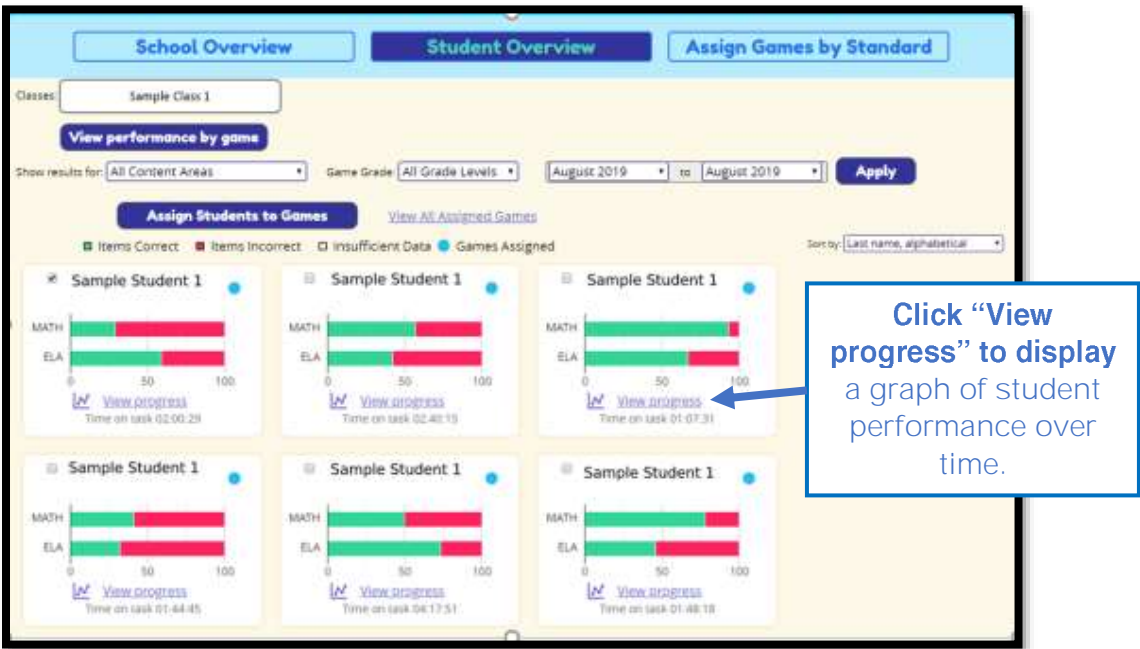 School Overview Student Overview Assign Games by Standard
Classes: Sample Class 1
View performance by game
Show results for: All Content Areas Game Grade All Grade Levels August 2019 to August 2019 Apply
Assign Students to Games View All Assigned Games
Items Correct Items Incorrect Insufficient Data Games Assigned Sort by: Last name, alphabetical
Sample Student 1 Sample Student 1 Sample Student 1
MATH MATH MATH
ELA ELA ELA
0 50 100 0 50 100 0 50 100
View progress View progress View progress
Time on task 02:00:29 Time on task 02:40:15 Time on task 01:07:31
Click “View
progress” to display
a graph of student
performance over
time.
Sample Student 1 Sample Student 1 Sample Student 1
MATH MATH MATH
ELA ELA ELA
0 50 100 0 50 100 0 50 100
View progress View progress View progress
Time on task 01:44:45 Time on task 04:17:51 Time on task 01:48:18